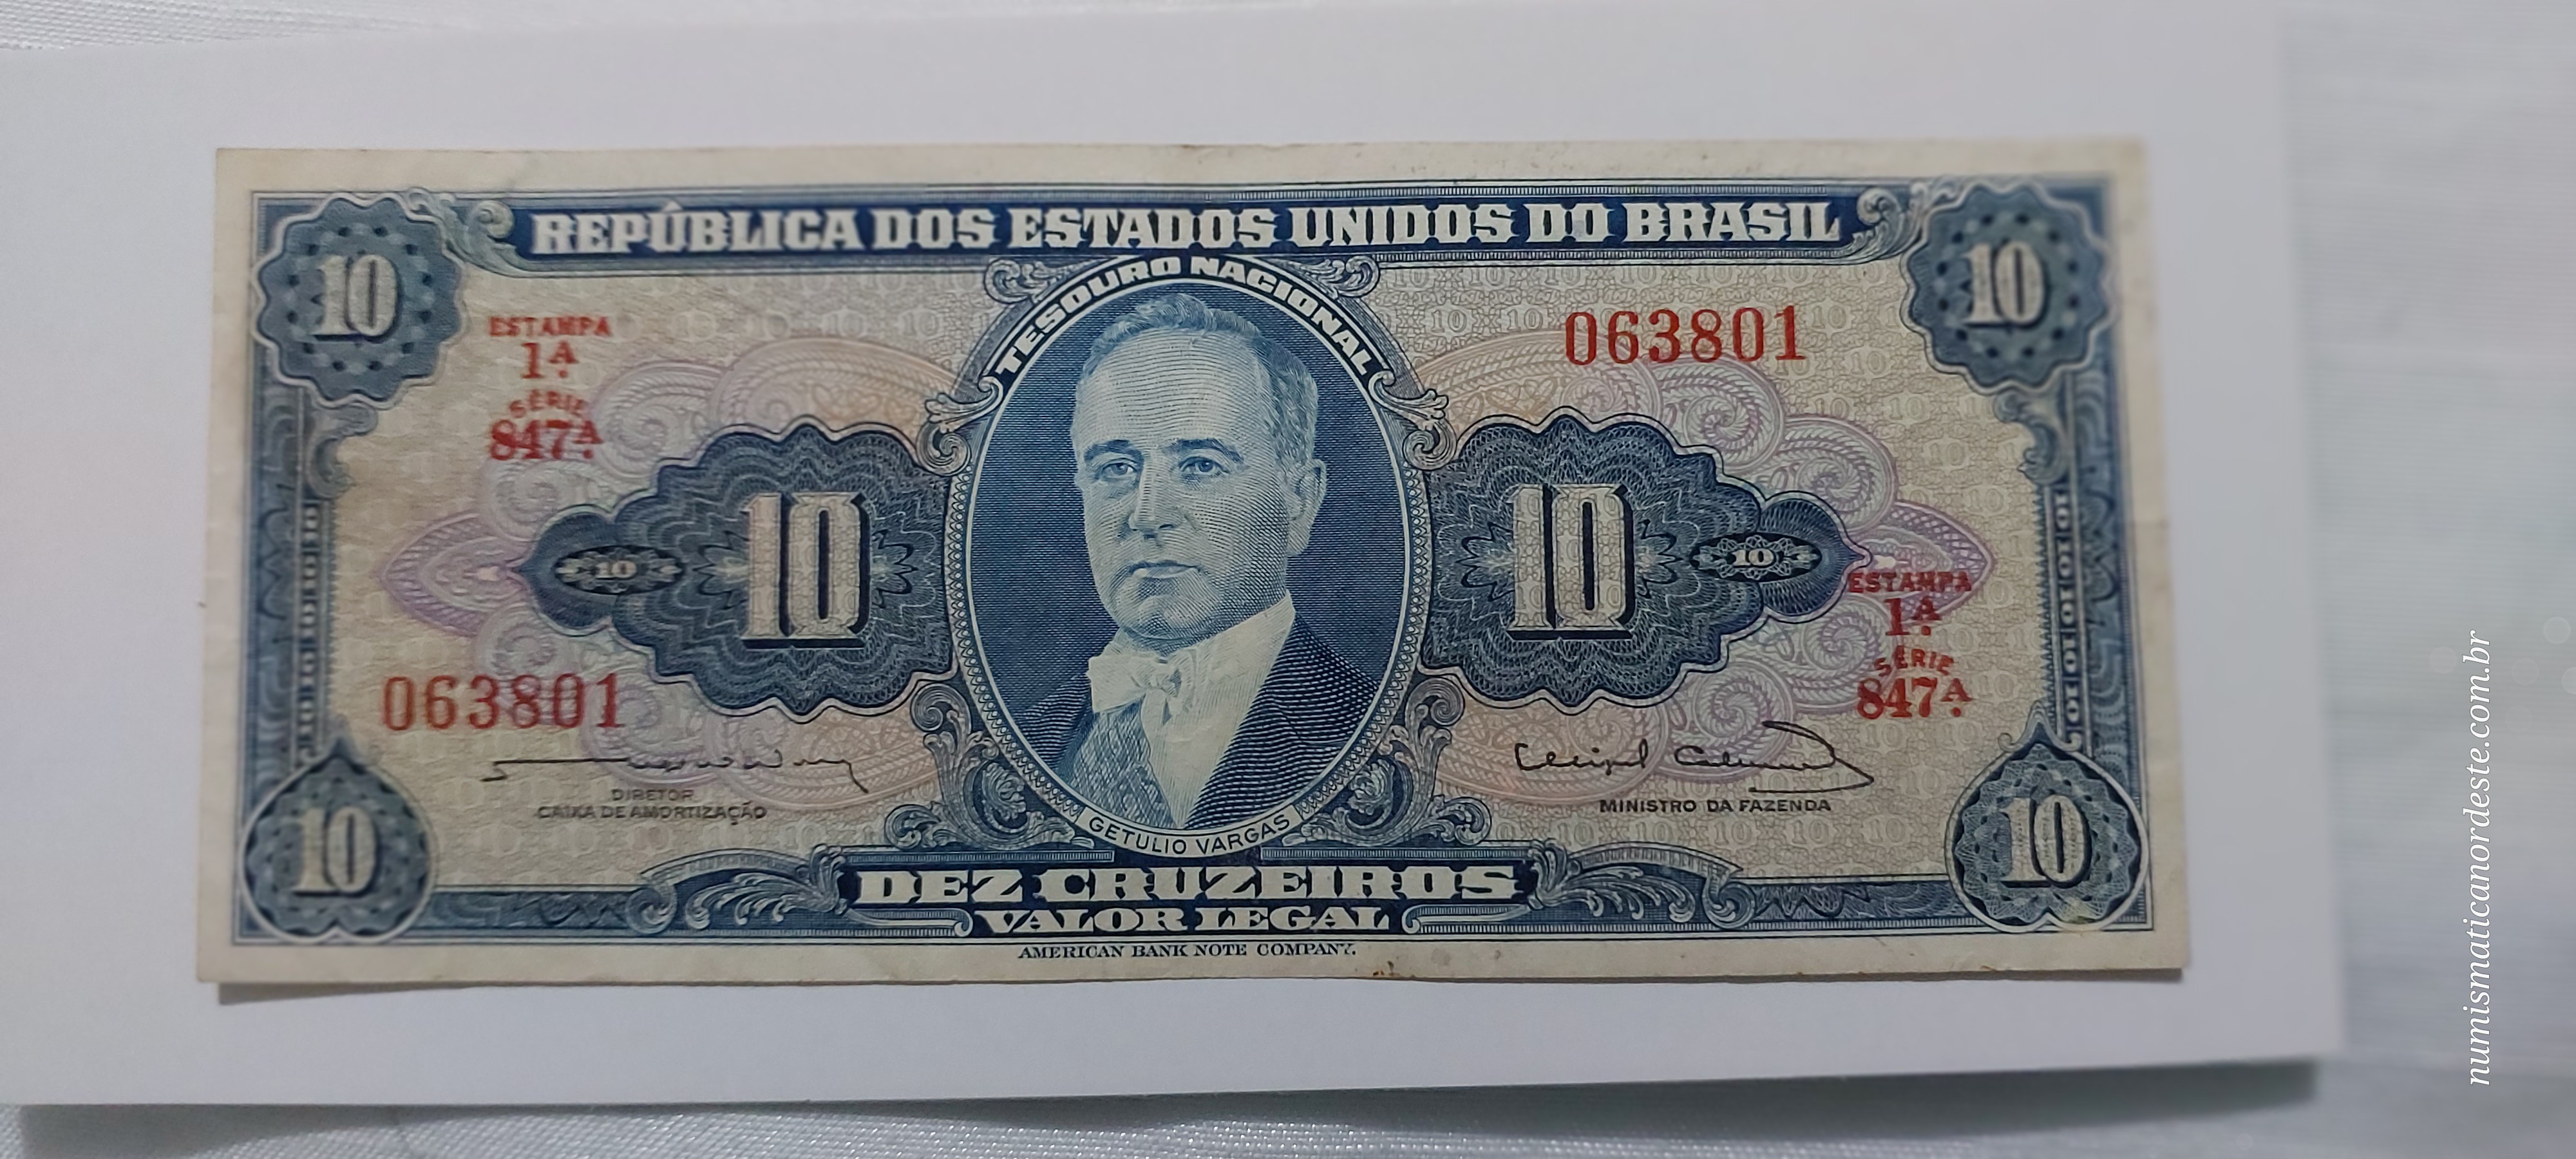 REPÚBLICA DOS ESTADOS UNIDOS DO BRASIL
TESOURO NACIONAL
10
10
ESTAMPA
1A.
SÉRIE
847A.
063801
10
10
10
10
ESTAMPA
1A.
SÉRIE
847A.
063801
DIRETOR
CAIXA DE AMORTIZAÇÃO
MINISTRO DA FAZENDA
GETULIO VARGAS
10
10
DEZ CRUZEIROS
VALOR LEGAL
AMERICAN BANK NOTE COMPANY.
numismaticanordeste.com.br